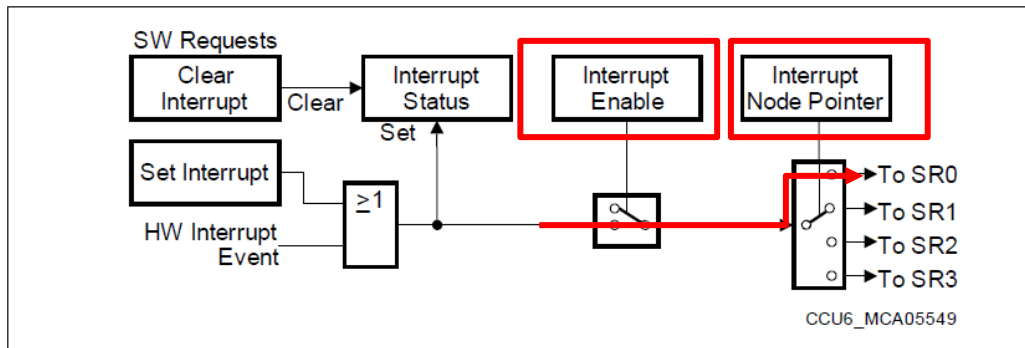 SW Requests
Clear
Interrupt
Clear
Interrupt
Status
Set
Interrupt
Enable
Interrupt
Node Pointer
Set Interrupt
≥1
HW Interrupt
Event
To SR0
To SR1
To SR2
To SR3
CCU6_MCA05549